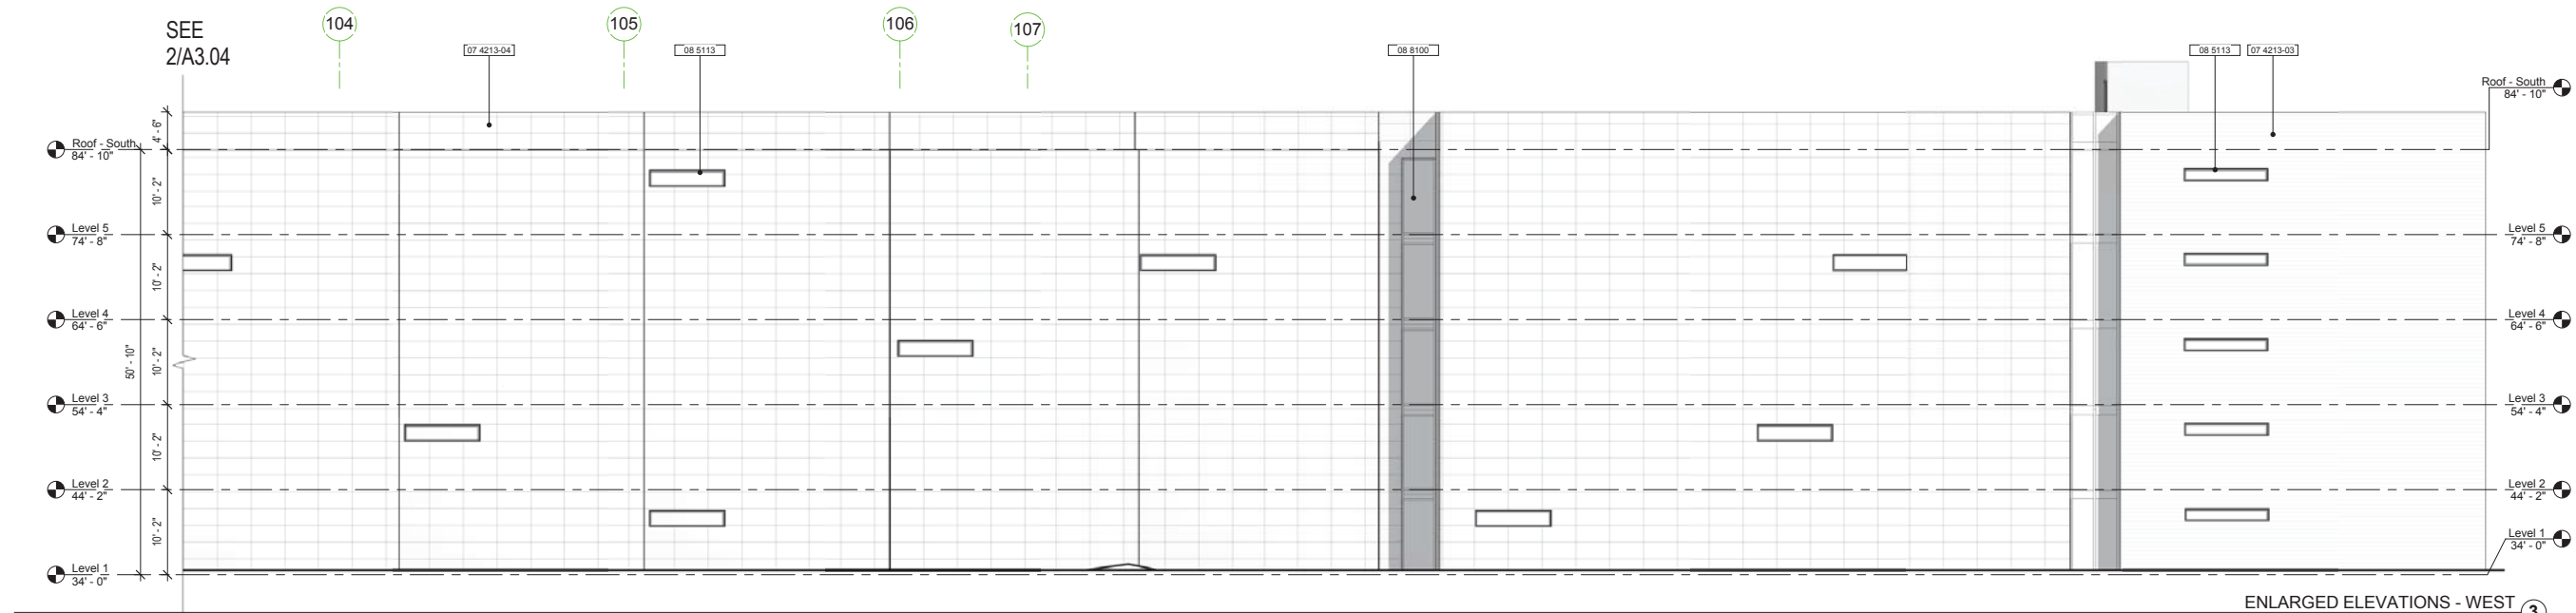 SEE
2/A3.04
104
105
106
107
07 4213-04
08 5113
08 8100
08 5113
07 4213-03
Roof - South
84' - 10"
Level 5
74' - 8"
Level 4
64' - 6"
Level 3
54' - 4"
Level 2
44' - 2"
Level 1
34' - 0"
4' - 6"
10' - 2"
10' - 2"
10' - 2"
10' - 2"
10' - 2"
50' - 10"
Roof - South
84' - 10"
Level 5
74' - 8"
Level 4
64' - 6"
Level 3
54' - 4"
Level 2
44' - 2"
Level 1
34' - 0"
ENLARGED ELEVATIONS - WEST
3